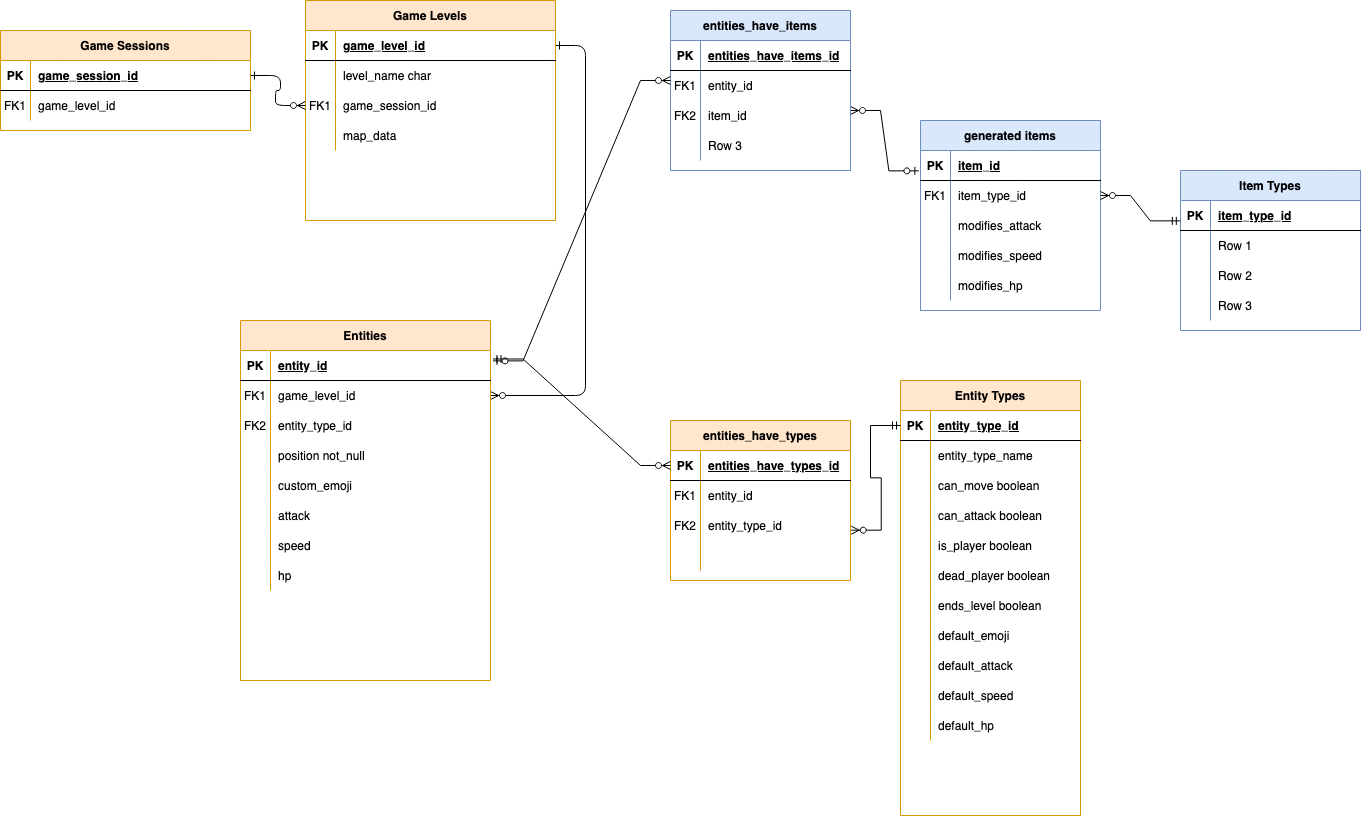 Game Sessions
PK game_session_id
FK1 game_level_id
Game Levels
PK game_level_id
level_name char
FK1 game_session_id
map_data
entities_have_items
PK entities_have_items_id
FK1 entity_id
FK2 item_id
Row 3
generated items
PK item_id
FK1 item_type_id
modifies_attack
modifies_speed
modifies_hp
Item Types
PK item_type_id
Row 1
Row 2
Row 3
Entities
PK entity_id
FK1 game_level_id
FK2 entity_type_id
position not_null
custom_emoji
attack
speed
hp
entities_have_types
PK entities_have_types_id
FK1 entity_id
FK2 entity_type_id
Entity Types
PK entity_type_id
entity_type_name
can_move boolean
can_attack boolean
is_player boolean
dead_player boolean
ends_level boolean
default_emoji
default_attack
default_speed
default_hp